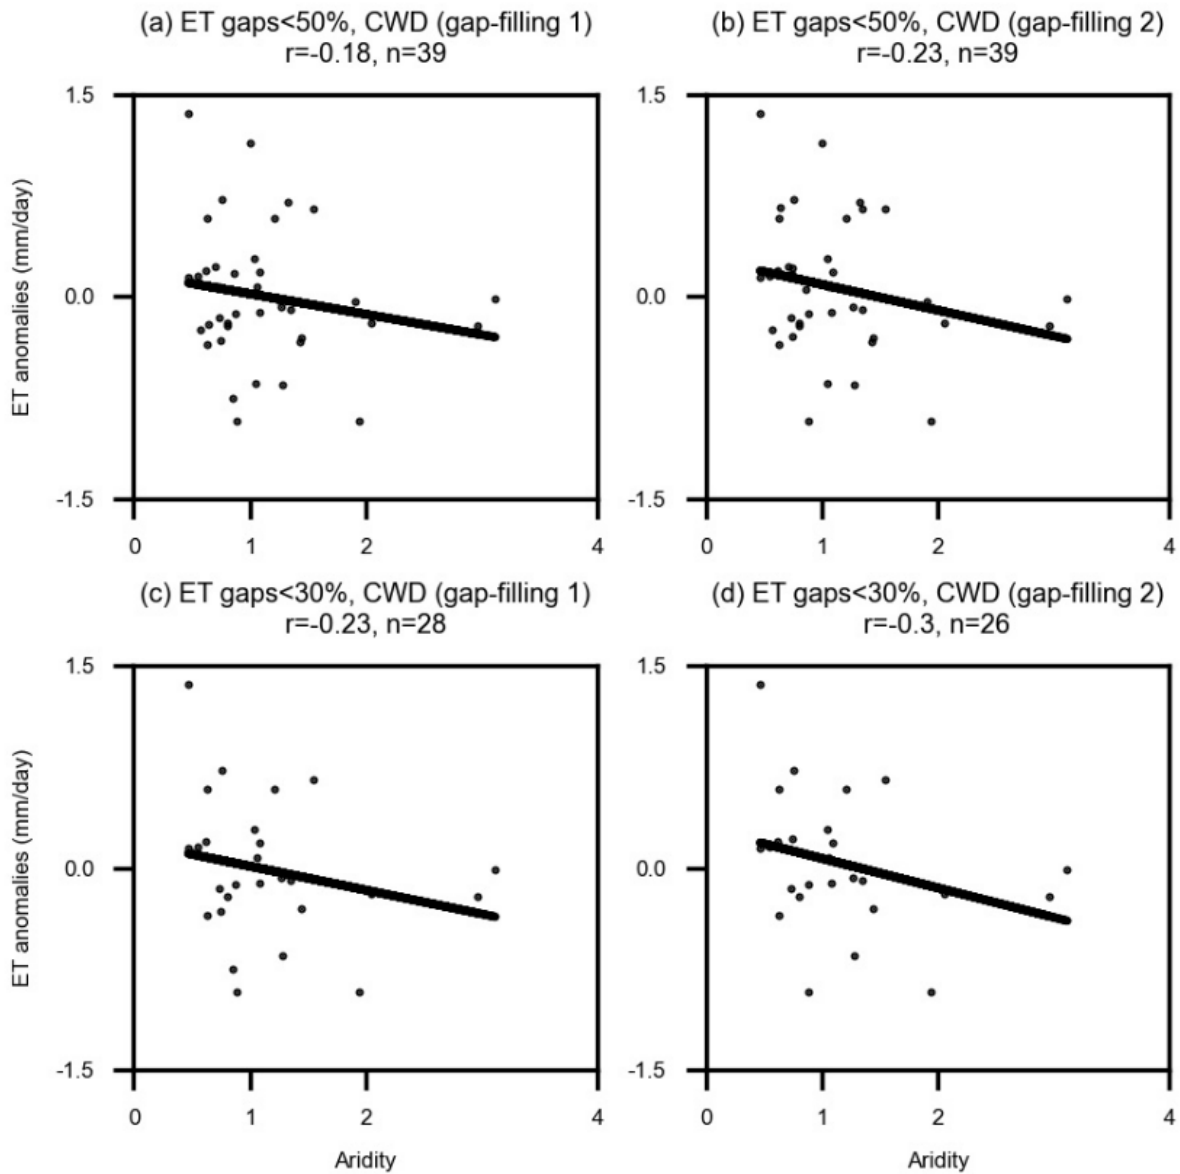 (a) ET gaps<50%, CWD (gap-filling 1)
r=-0.18, n=39
1.5
0.0
-1.5
ET anomalies (mm/day)
0 1 2 4
(b) ET gaps<50%, CWD (gap-filling 2)
r=-0.23, n=39
1.5
0.0
-1.5
0 1 2 4
(c) ET gaps<30%, CWD (gap-filling 1)
r=-0.23, n=28
1.5
0.0
-1.5
ET anomalies (mm/day)
0 1 2 4
Aridity
(d) ET gaps<30%, CWD (gap-filling 2)
r=-0.3, n=26
1.5
0.0
-1.5
0 1 2 4
Aridity